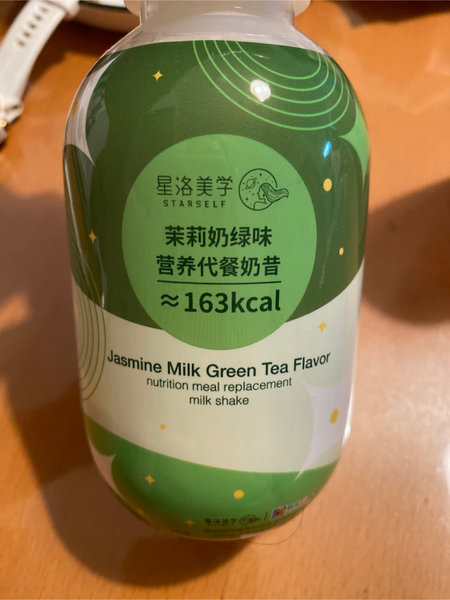 星洛美学
STARSELF
茉莉奶绿味
营养代餐奶昔
≈163kcal
Jasmine Milk Green Tea Flavor
nutrition meal replacement
milk shake
星洛美学